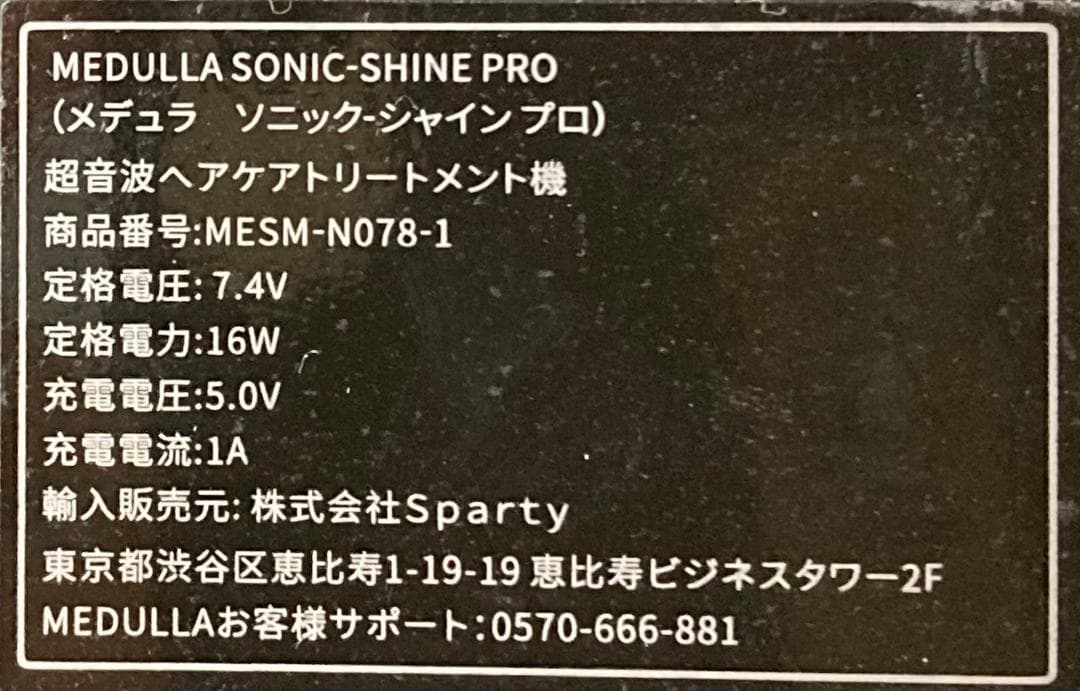 MEDULLA SONIC-SHINE PRO
（メデュラ　ソニック-シャイン プロ）
超音波ヘアケアトリートメント機
商品番号:MESM-N078-1
定格電圧: 7.4V
定格電力:16W
充電電圧:5.0V
充電電流:1A
輸入販売元: 株式会社Sparty
東京都渋谷区恵比寿1-19-19 恵比寿ビジネスタワー2F
MEDULLAお客様サポート：0570-666-881